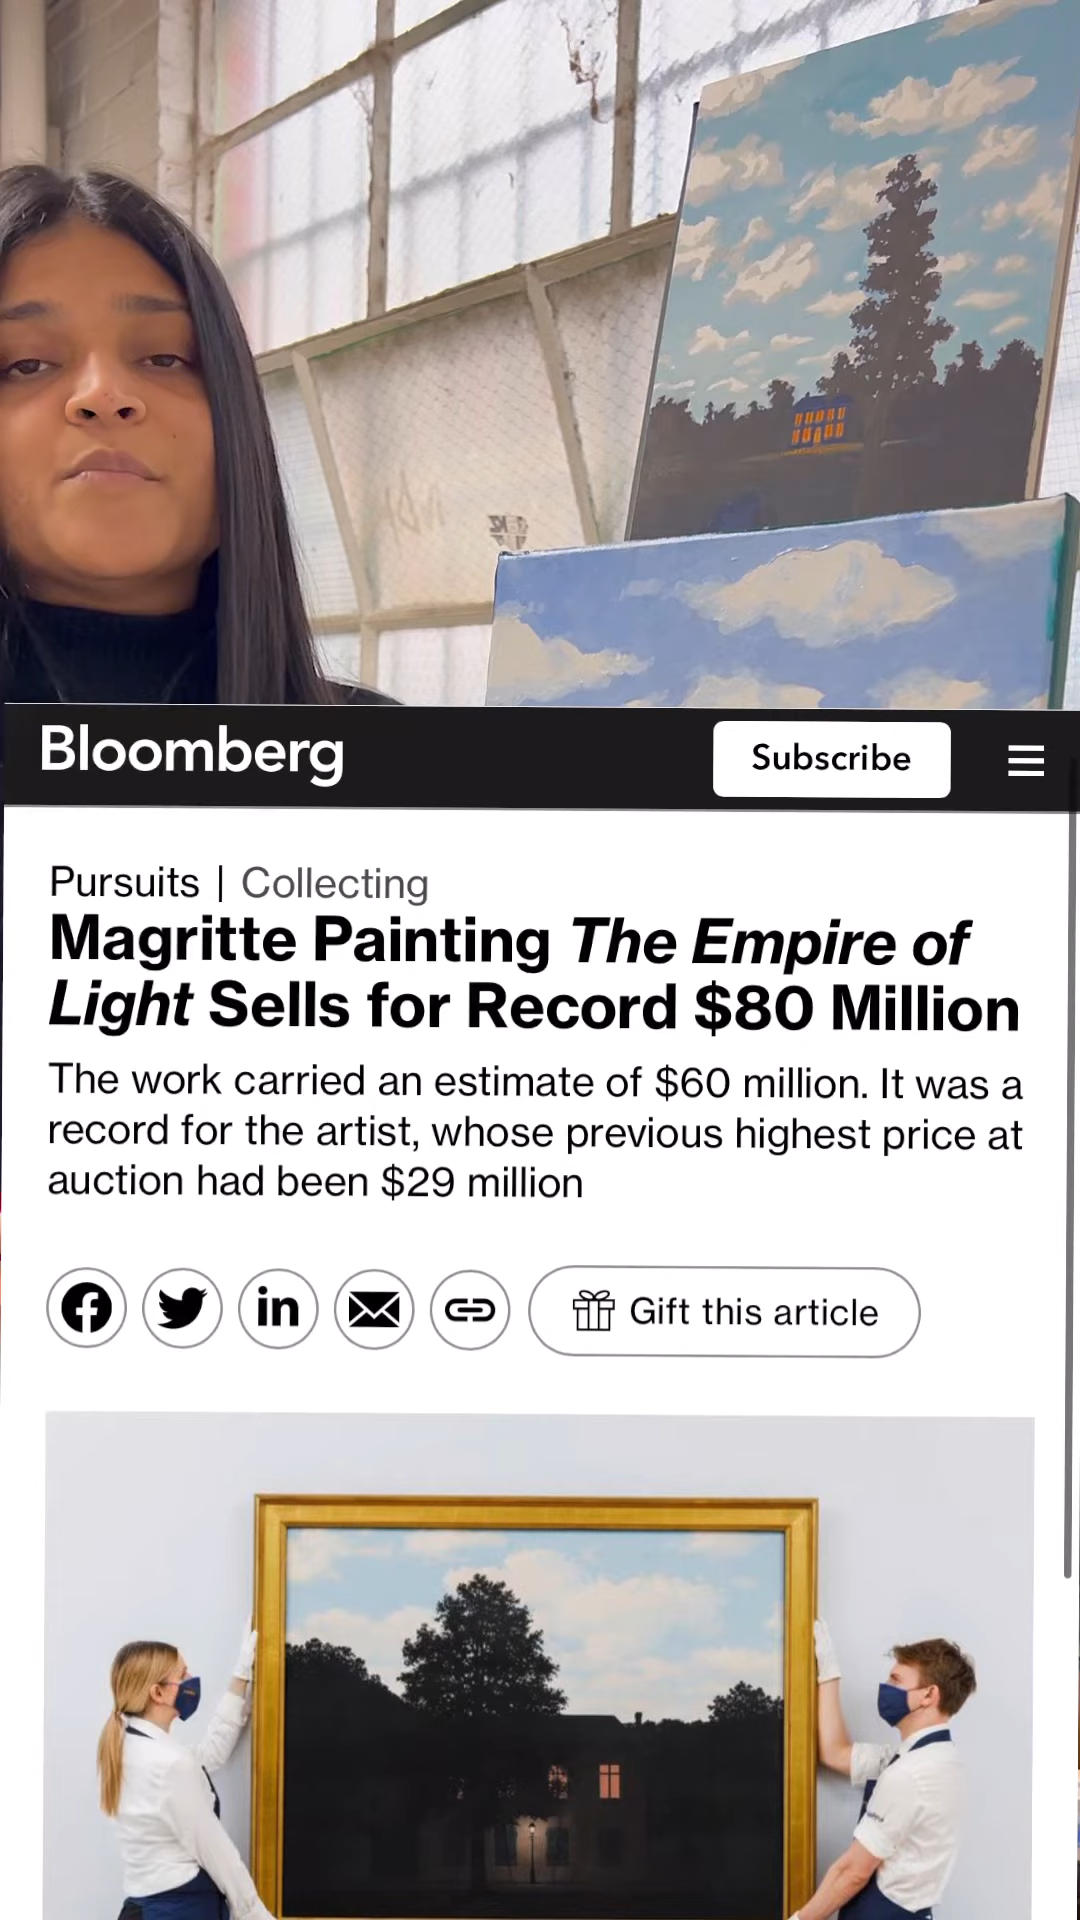 Bloomberg
Subscribe
Pursuits | Collecting
Magritte Painting The Empire of
Light Sells for Record $80 Million
The work carried an estimate of $60 million. It was a
record for the artist, whose previous highest price at
auction had been $29 million
Gift this article